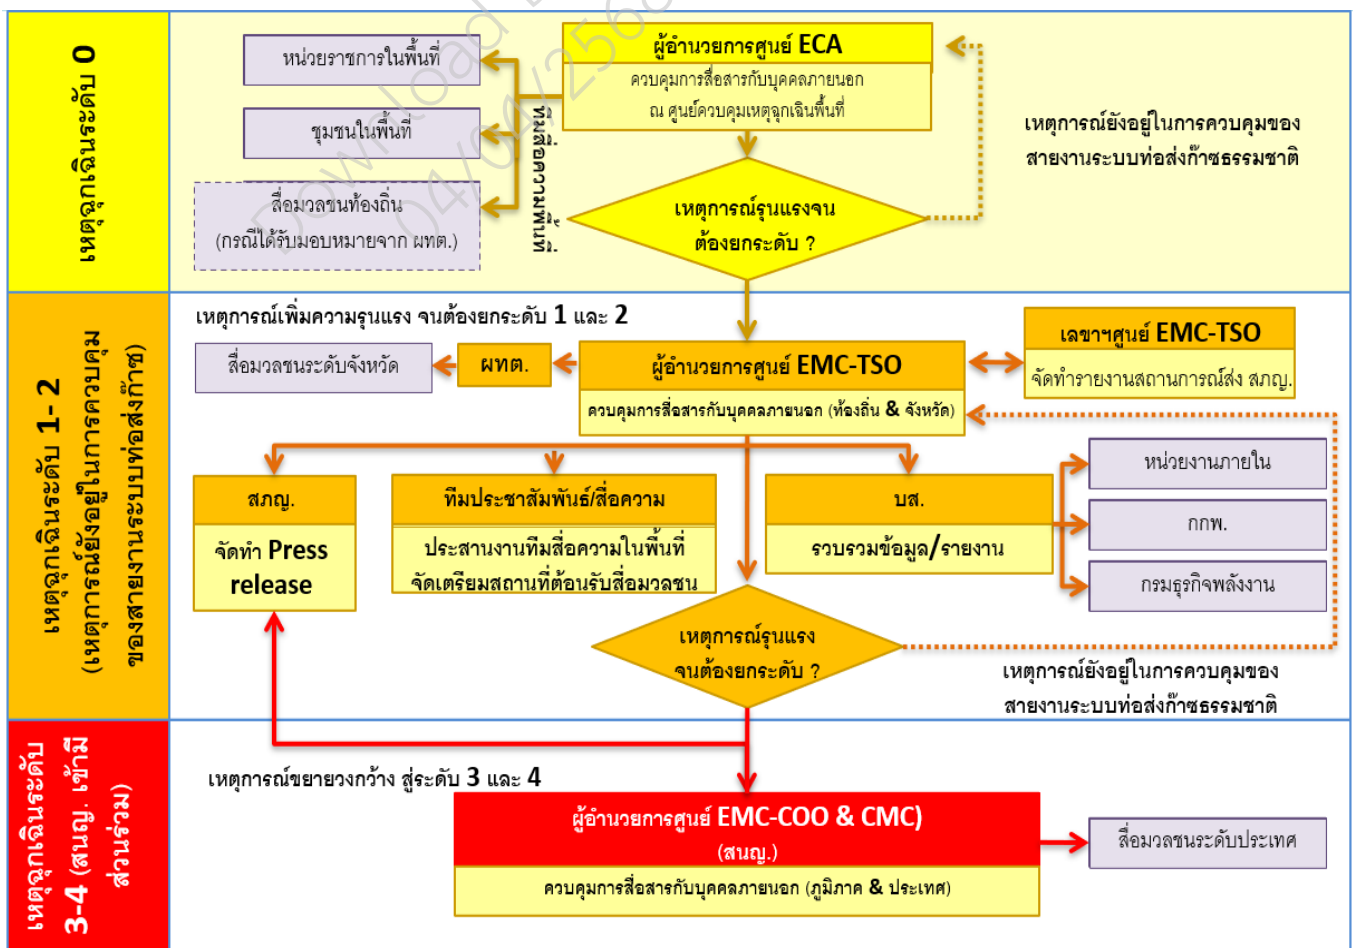 Download
04/04/2568
เหตุฉุกเฉินระดับ 0
หน่วยราชการในพื้นที่
ชุมชนในพื้นที่
สื่อมวลชนท้องถิ่น
(กรณีได้รับมอบหมายจาก ผทต.)
ทีมสื่อความพื้นที่
ผู้อำนวยการศูนย์ ECA
ควบคุมการสื่อสารกับบุคคลภายนอก
ณ ศูนย์ควบคุมเหตุฉุกเฉินพื้นที่
เหตุการณ์รุนแรงจน
ต้องยกระดับ ?
เหตุการณ์ยังอยู่ในการควบคุมของ
สายงานระบบท่อส่งก๊าซธรรมชาติ
เหตุฉุกเฉินระดับ 1- 2
(เหตุการณ์ยังอยู่ในการควบคุม
ของสายงานระบบท่อส่งก๊าซ)
เหตุการณ์เพิ่มความรุนแรง จนต้องยกระดับ 1 และ 2
สื่อมวลชนระดับจังหวัด
ผทต.
ผู้อำนวยการศูนย์ EMC-TSO
ควบคุมการสื่อสารกับบุคคลภายนอก (ท้องถิ่น & จังหวัด)
เลขาฯศูนย์ EMC-TSO
จัดทำรายงานสถานการณ์ส่ง สภญ.
สภญ.
จัดทำ Press
release
ทีมประชาสัมพันธ์/สื่อความ
ประสานงานทีมสื่อความในพื้นที่
จัดเตรียมสถานที่ต้อนรับสื่อมวลชน
บส.
รวบรวมข้อมูล/รายงาน
หน่วยงานภายใน
กกพ.
กรมธุรกิจพลังงาน
เหตุการณ์รุนแรง
จนต้องยกระดับ ?
เหตุการณ์ยังอยู่ในการควบคุมของ
สายงานระบบท่อส่งก๊าซธรรมชาติ
เหตุฉุกเฉินระดับ
3-4 (สนญ. เข้ามี
ส่วนร่วม)
เหตุการณ์ขยายวงกว้าง สู่ระดับ 3 และ 4
ผู้อำนวยการศูนย์ EMC-COO & CMC)
(สนญ.)
ควบคุมการสื่อสารกับบุคคลภายนอก (ภูมิภาค & ประเทศ)
สื่อมวลชนระดับประเทศ